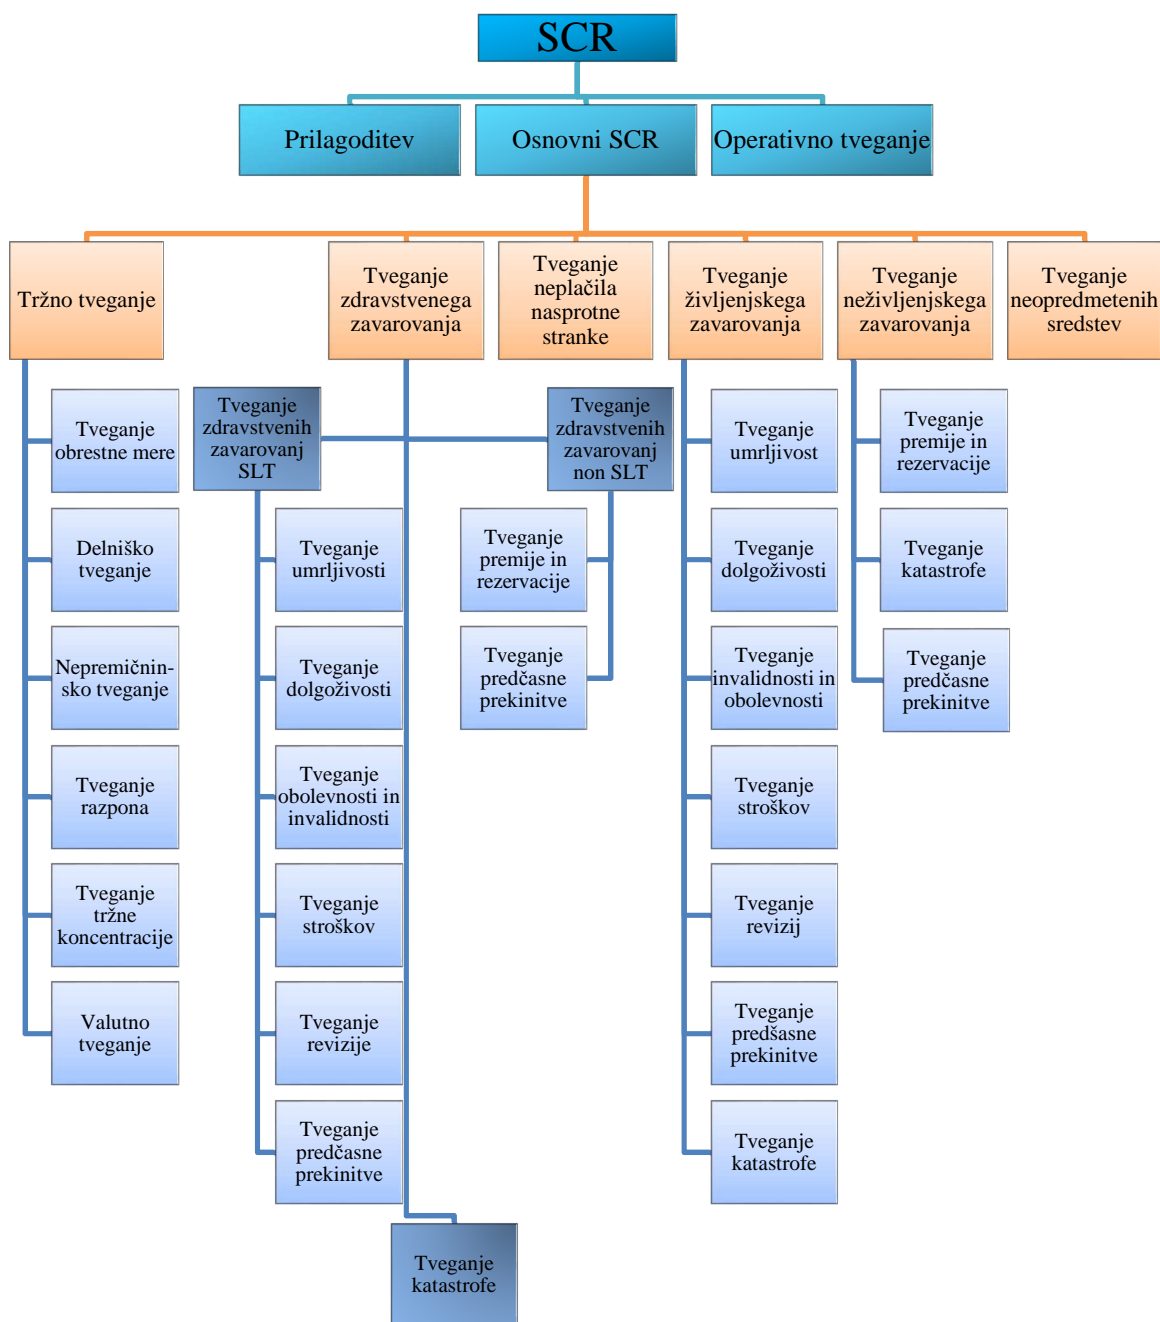 SCR
Prilagoditev
Osnovni SCR
Operativno tveganje
Tržno tveganje
Tveganje
zdravstvenega
zavarovanja
Tveganje
neplačila
nasprotne
stranke
Tveganje
življenjskega
zavarovanja
Tveganje
neživljenjskega
zavarovanja
Tveganje
neopredmetenih
sredstev
Tveganje
obrestne mere
Delniško
tveganje
Nepremičnin-
sko tveganje
Tveganje
razpona
Tveganje
tržne
koncentracije
Valutno
tveganje
Tveganje
zdravstvenih
zavarovanj
SLT
Tveganje
umrljivosti
Tveganje
dolgoživosti
Tveganje
obolevnosti in
invalidnosti
Tveganje
stroškov
Tveganje
revizije
Tveganje
predčasne
prekinitve
Tveganje
zdravstvenih
zavarovanj
non SLT
Tveganje
premije in
rezervacije
Tveganje
predčasne
prekinitve
Tveganje
katastrofe
Tveganje
umrljivost
Tveganje
dolgoživosti
Tveganje
invalidnosti in
obolevnosti
Tveganje
stroškov
Tveganje
revizij
Tveganje
predšasne
prekinitve
Tveganje
katastrofe
Tveganje
premije in
rezervacije
Tveganje
katastrofe
Tveganje
predčasne
prekinitve